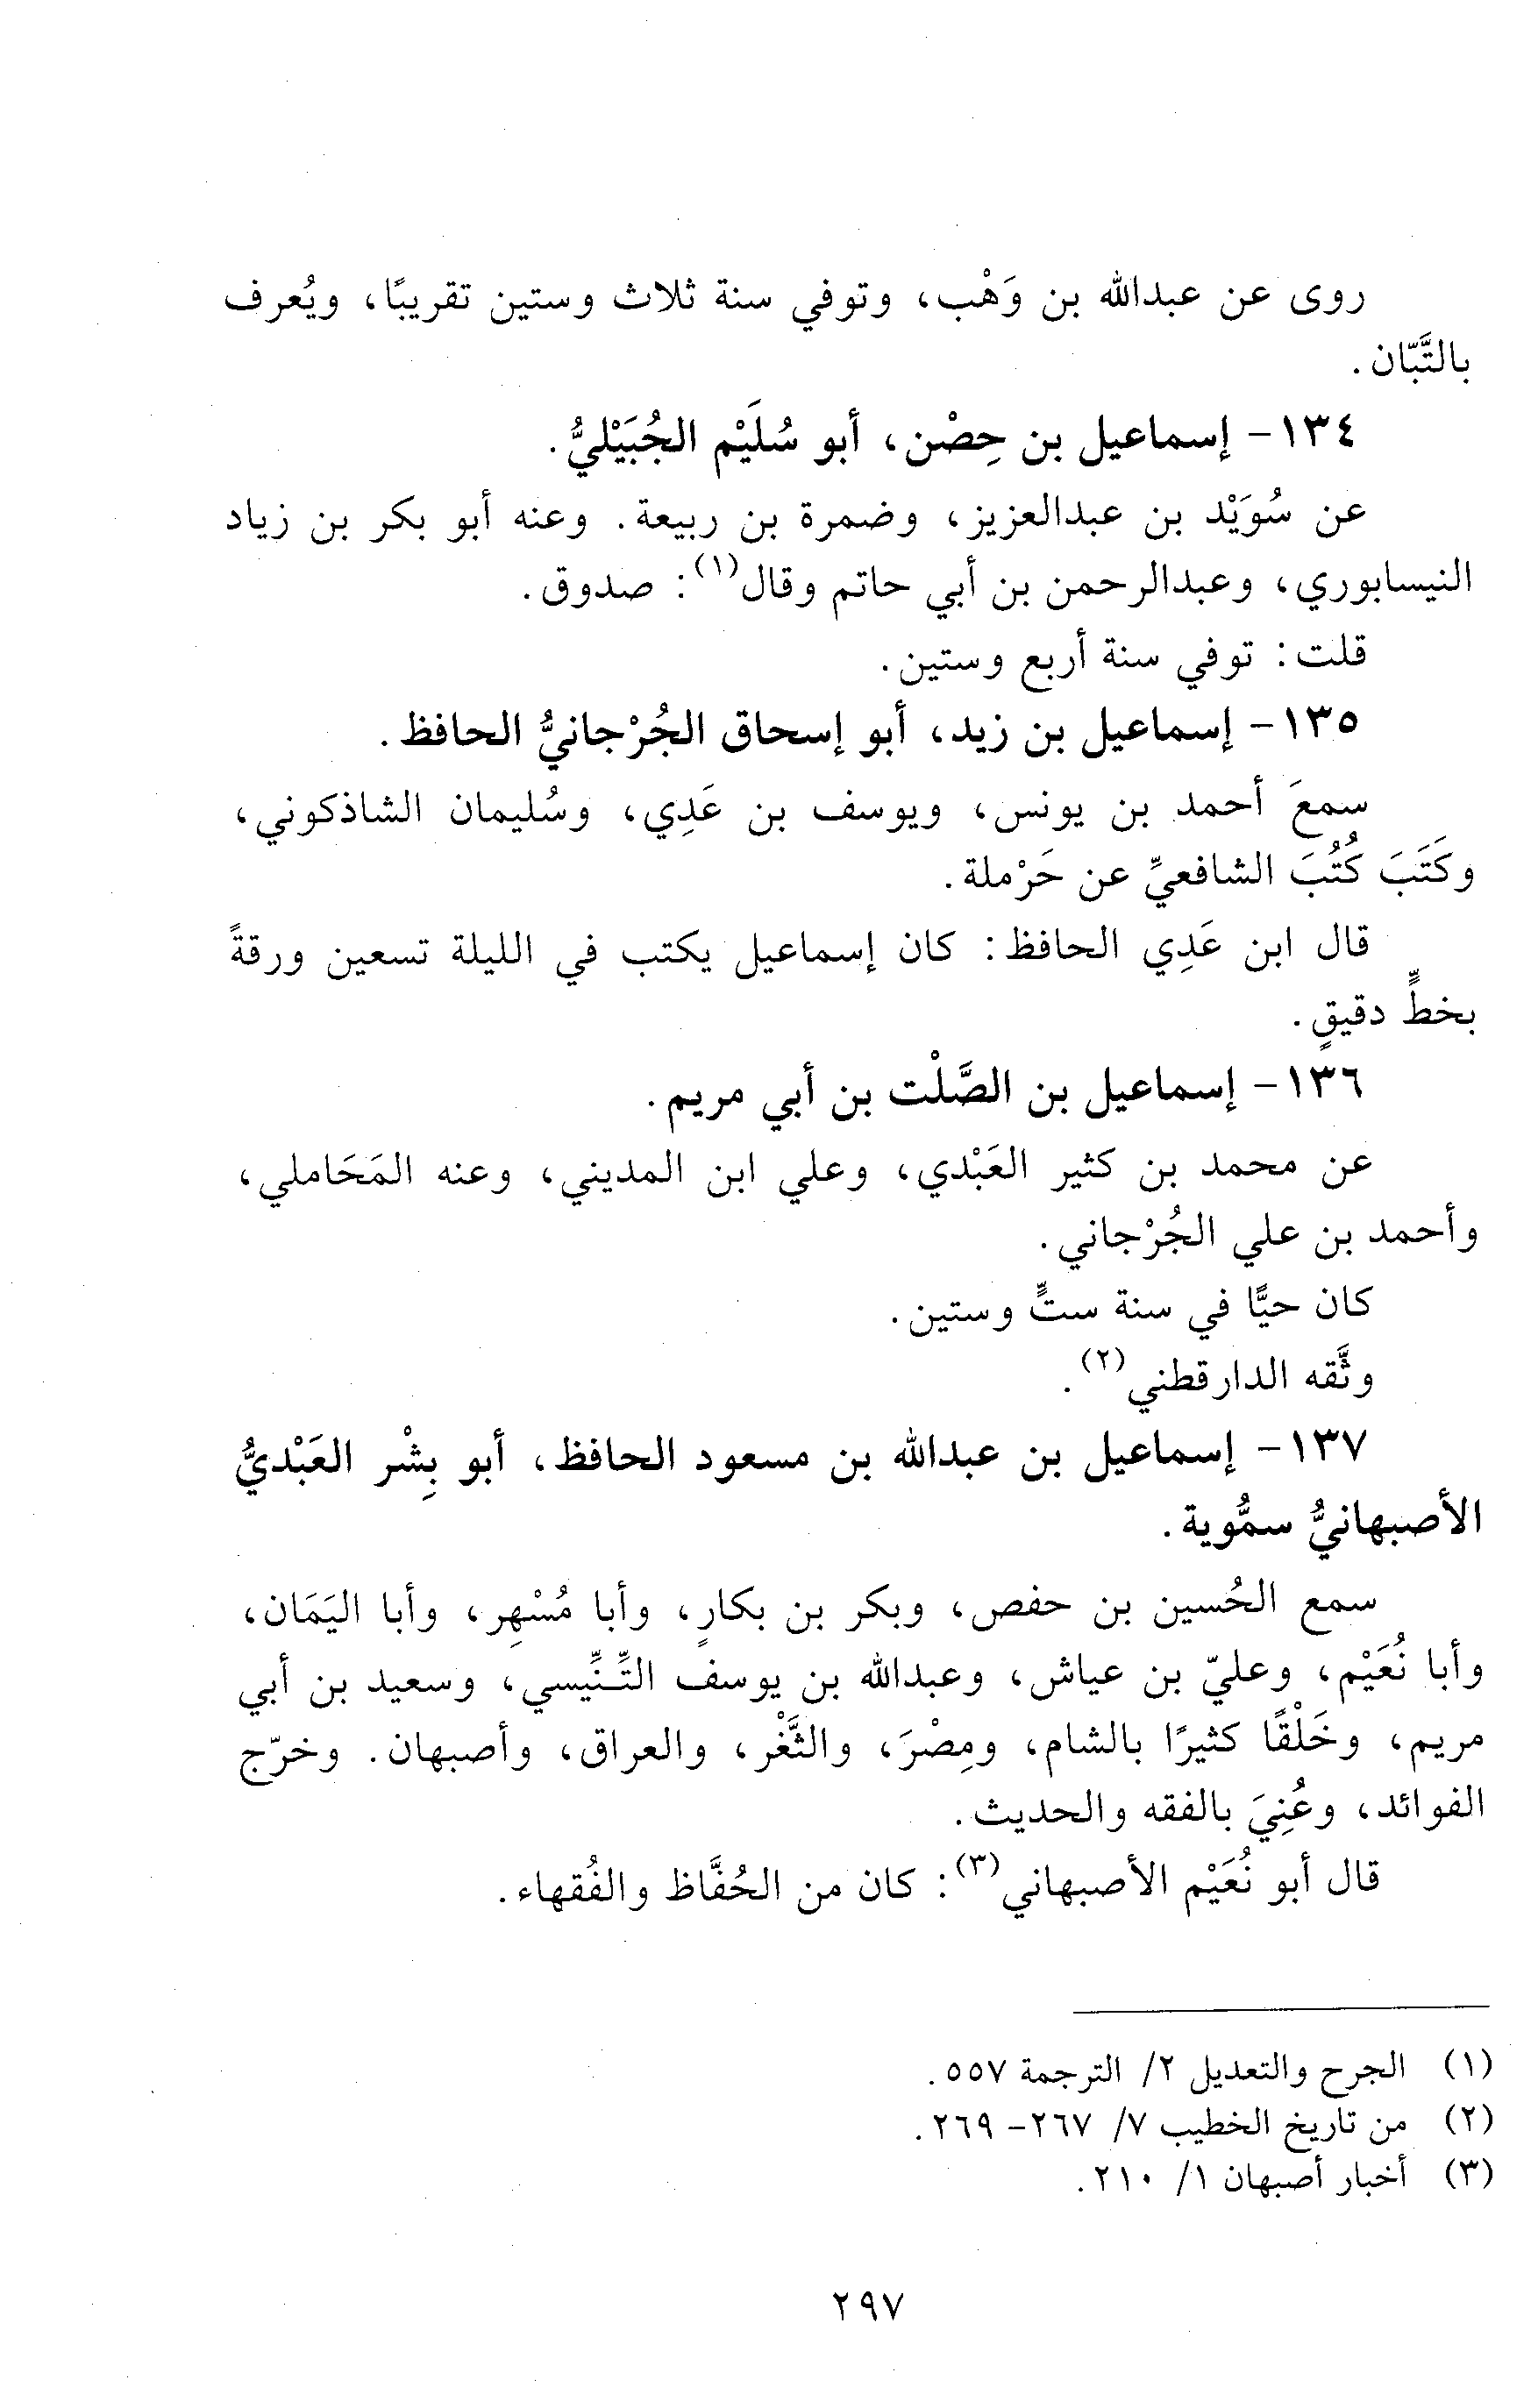 روى عن عبدالله بن وَهْب، وتوفي سنة ثلاث وستين تقريبًا، ويُعرف
بالتَّبّان.
١٣٤- إسماعيل بن حِصْن، أبو سُلَيْم الجُبَيْليُّ.
عن سُوَيْد بن عبدالعزيز، وضمرة بن ربيعة. وعنه أبو بكر بن زياد
النيسابوري، وعبدالرحمن بن أبي حاتم وقال(١): صدوق.
قلت: توفي سنة أربع وستين.
١٣٥- إسماعيل بن زيد، أبو إسحاق الجُرْجانيُّ الحافظ.
سمعَ أحمد بن يونس، ويوسف بن عَدِي، وسُليمان الشاذكوني،
وكَتَبَ كُتُبَ الشافعيِّ عن حَرْملة.
قال ابن عَدِي الحافظ: كان إسماعيل يكتب في الليلة تسعين ورقةً
بخطٍّ دقيقٍ.
١٣٦- إسماعيل بن الصَّلْت بن أبي مريم.
عن محمد بن كثير العَبْدي، وعلي ابن المديني، وعنه المَحَاملي،
وأحمد بن علي الجُرْجاني.
كان حيًّا في سنة ستٍّ وستين.
وثَّقه الدارقطني(٢).
١٣٧- إسماعيل بن عبدالله بن مسعود الحافظ، أبو بِشْر العَبْديُّ
الأصبهانيُّ سمُّوية.
سمع الحُسين بن حفص، وبكر بن بكارٍ، وأبا مُسْهِر، وأبا اليَمَان،
وأبا نُعَيْم، وعليّ بن عياش، وعبدالله بن يوسف التِّنِّيسي، وسعيد بن أبي
مريم، وخَلْقًا كثيرًا بالشام، ومِصْرَ، والثَّغْر، والعراق، وأصبهان. وخرّج
الفوائد، وعُنِيَ بالفقه والحديث.
قال أبو نُعَيْم الأصبهاني(٣): كان من الحُفَّاظ والفُقهاء.
(١) الجرح والتعديل ٢/ الترجمة ٥٥٧.
(٢) من تاريخ الخطيب ٧/ ٢٦٧- ٢٦٩.
(٣) أخبار أصبهان ١/ ٢١٠.
٢٩٧